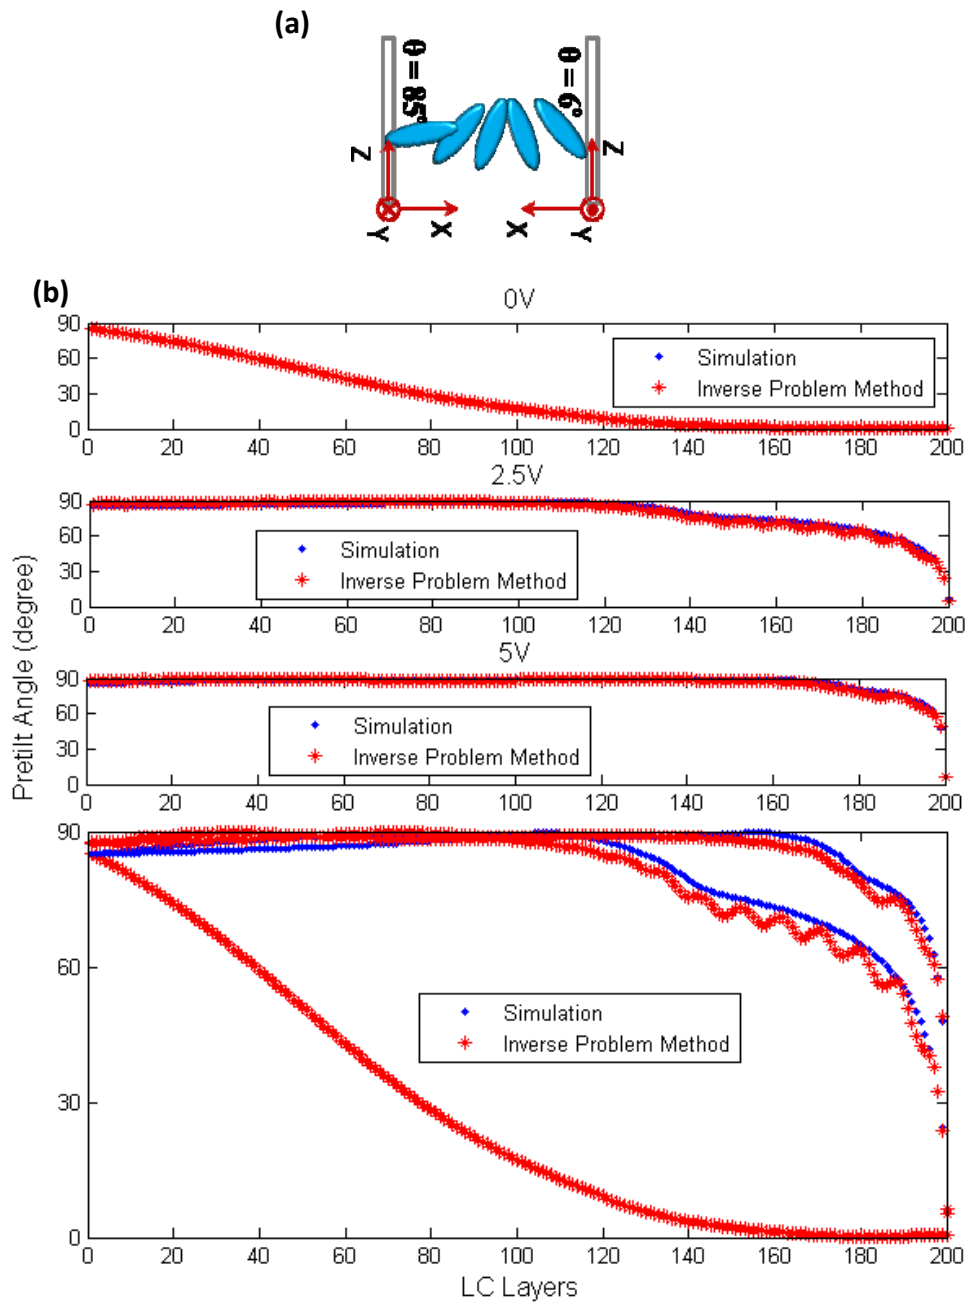 (a)
θ = 85°
θ = 6°
Z
Z
X
X
Y
Y
(b)
0V
90
60
30
0
Simulation
Inverse Problem Method
0 20 40 60 80 100 120 140 160 180 200
2.5V
90
60
30
0
Simulation
Inverse Problem Method
0 20 40 60 80 100 120 140 160 180 200
5V
90
60
30
0
Simulation
Inverse Problem Method
0 20 40 60 80 100 120 140 160 180 200
Pretilt Angle (degree)
90
60
30
0
Simulation
Inverse Problem Method
0 20 40 60 80 100 120 140 160 180 200
LC Layers